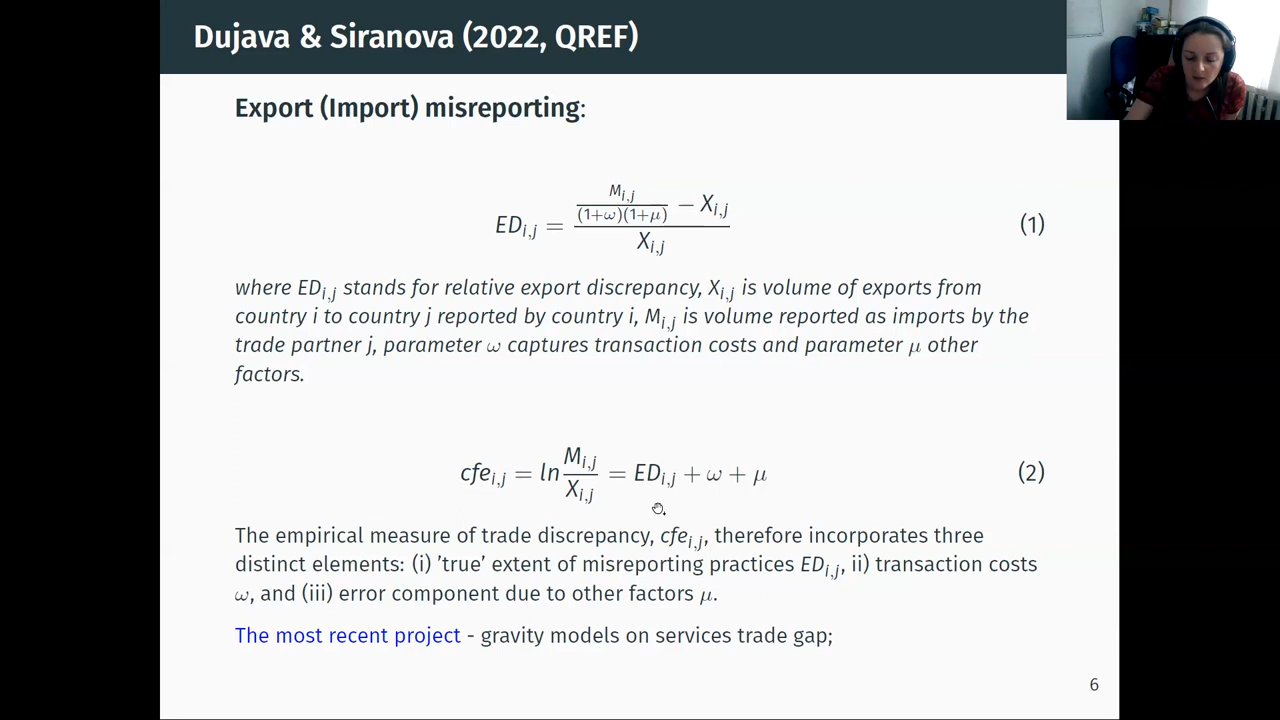 Dujava & Siranova (2022, QREF)
Export (Import) misreporting:
ED_{i,j} = \frac{\frac{M_{i,j}}{(1+ω)(1+μ)} − X_{i,j}}{X_{i,j}} (1)
where ED_{i,j} stands for relative export discrepancy, X_{i,j} is volume of exports from
country i to country j reported by country i, M_{i,j} is volume reported as imports by the
trade partner j, parameter ω captures transaction costs and parameter μ other
factors.
cfe_{i,j} = ln\frac{M_{i,j}}{X_{i,j}} = ED_{i,j} + ω + μ (2)
The empirical measure of trade discrepancy, cfe_{i,j}, therefore incorporates three
distinct elements: (i) 'true' extent of misreporting practices ED_{i,j}, ii) transaction costs
ω, and (iii) error component due to other factors μ.
The most recent project - gravity models on services trade gap;
6